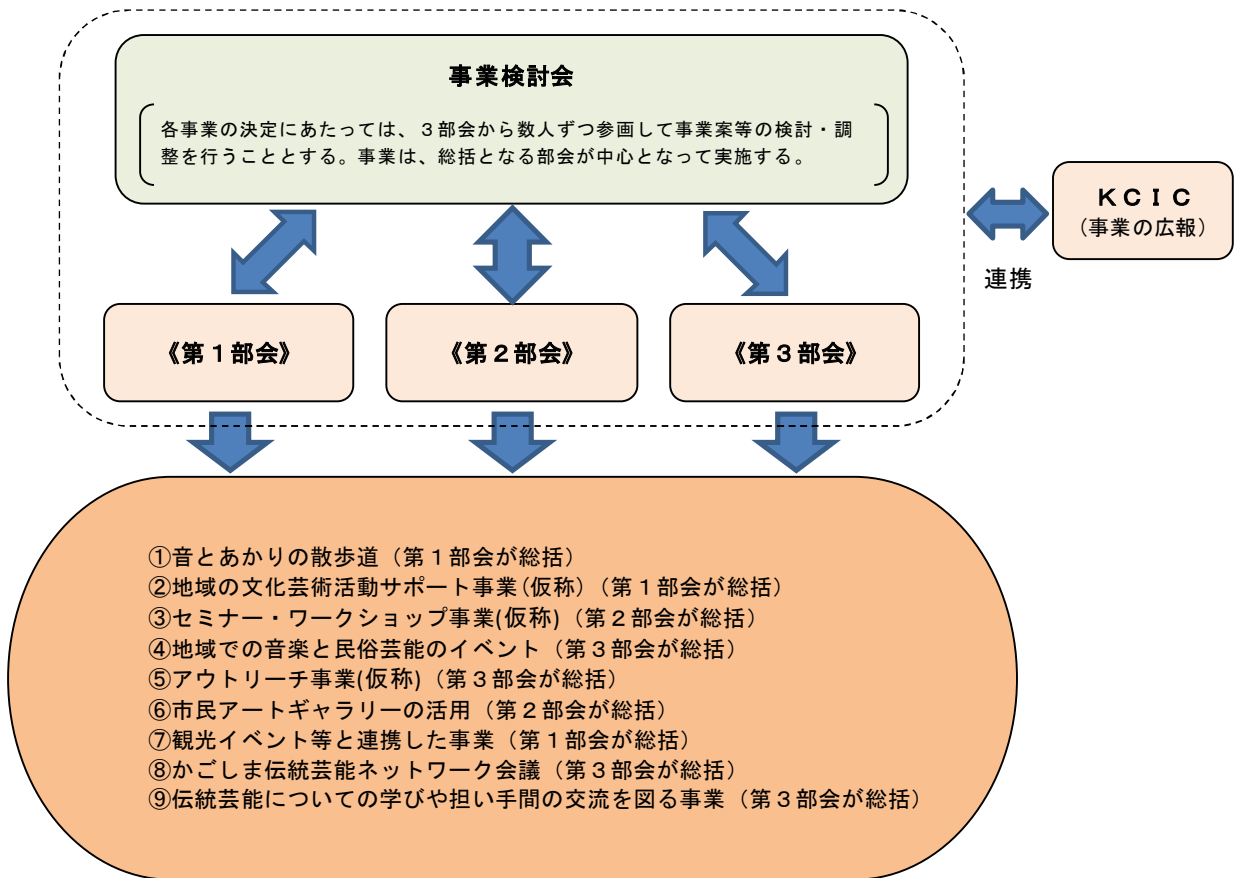 事業検討会
各事業の決定にあたっては、３部会から数人ずつ参画して事業案等の検討・調
整を行うこととする。事業は、総括となる部会が中心となって実施する。
ＫＣＩＣ
（事業の広報）
連携
《第１部会》
《第２部会》
《第３部会》
①音とあかりの散歩道（第１部会が総括）
②地域の文化芸術活動サポート事業(仮称)（第１部会が総括）
③セミナー・ワークショップ事業(仮称)（第２部会が総括）
④地域での音楽と民俗芸能のイベント（第３部会が総括）
⑤アウトリーチ事業(仮称)（第３部会が総括）
⑥市民アートギャラリーの活用（第２部会が総括）
⑦観光イベント等と連携した事業（第１部会が総括）
⑧かごしま伝統芸能ネットワーク会議（第３部会が総括）
⑨伝統芸能についての学びや担い手間の交流を図る事業（第３部会が総括）